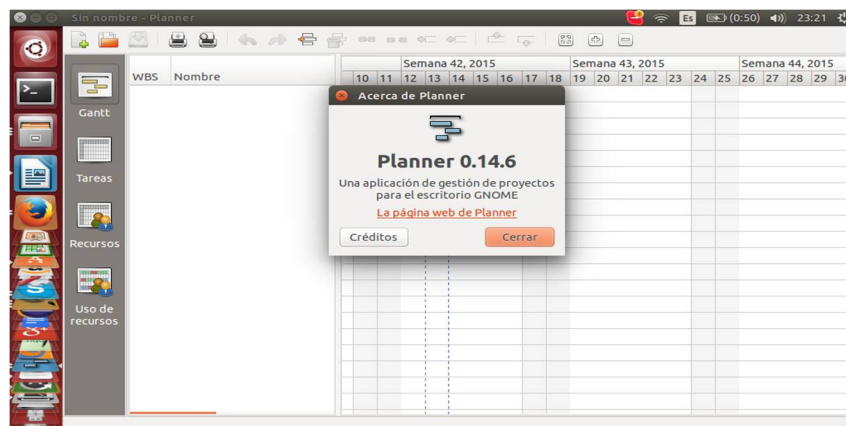 Sin nombre - Planner
Es
(0:50)
23:21
WBS
Nombre
Semana 42, 2015
Semana 43, 2015
Semana 44, 2015
10 11 12 13 14 15 16 17 18 19 20 21 22 23 24 25 26 27 28 29
Gantt
Tareas
Recursos
Uso de
recursos
Acerca de Planner
Planner 0.14.6
Una aplicación de gestión de proyectos
para el escritorio GNOME
La página web de Planner
Créditos
Cerrar